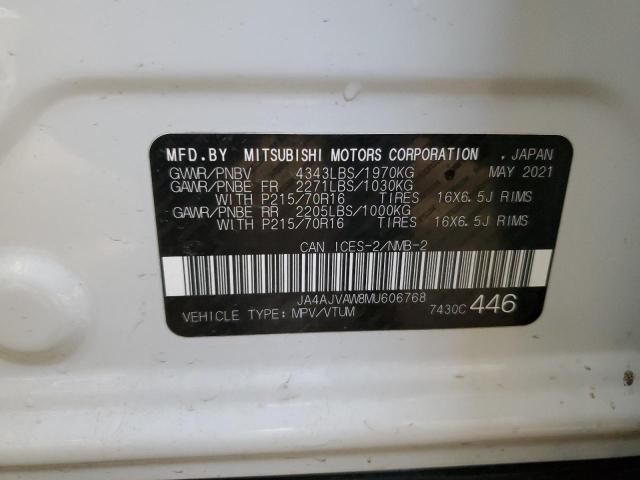 MFD.BY MITSUBISHI MOTORS CORPORATION , JAPAN
GVWR/PNBV 4343LBS/1970KG MAY 2021
GAWR/PNBE FR 2271LBS/1030KG
WITH P215/70R16 TIRES 16X6.5J RIMS
GAWR/PNBE RR 2205LBS/1000KG
WITH P215/70R16 TIRES 16X6.5J RIMS
CAN ICES-2/NMB-2
JA4AJVAW8MU606768
VEHICLE TYPE: MPV/VTUM 7430C 446